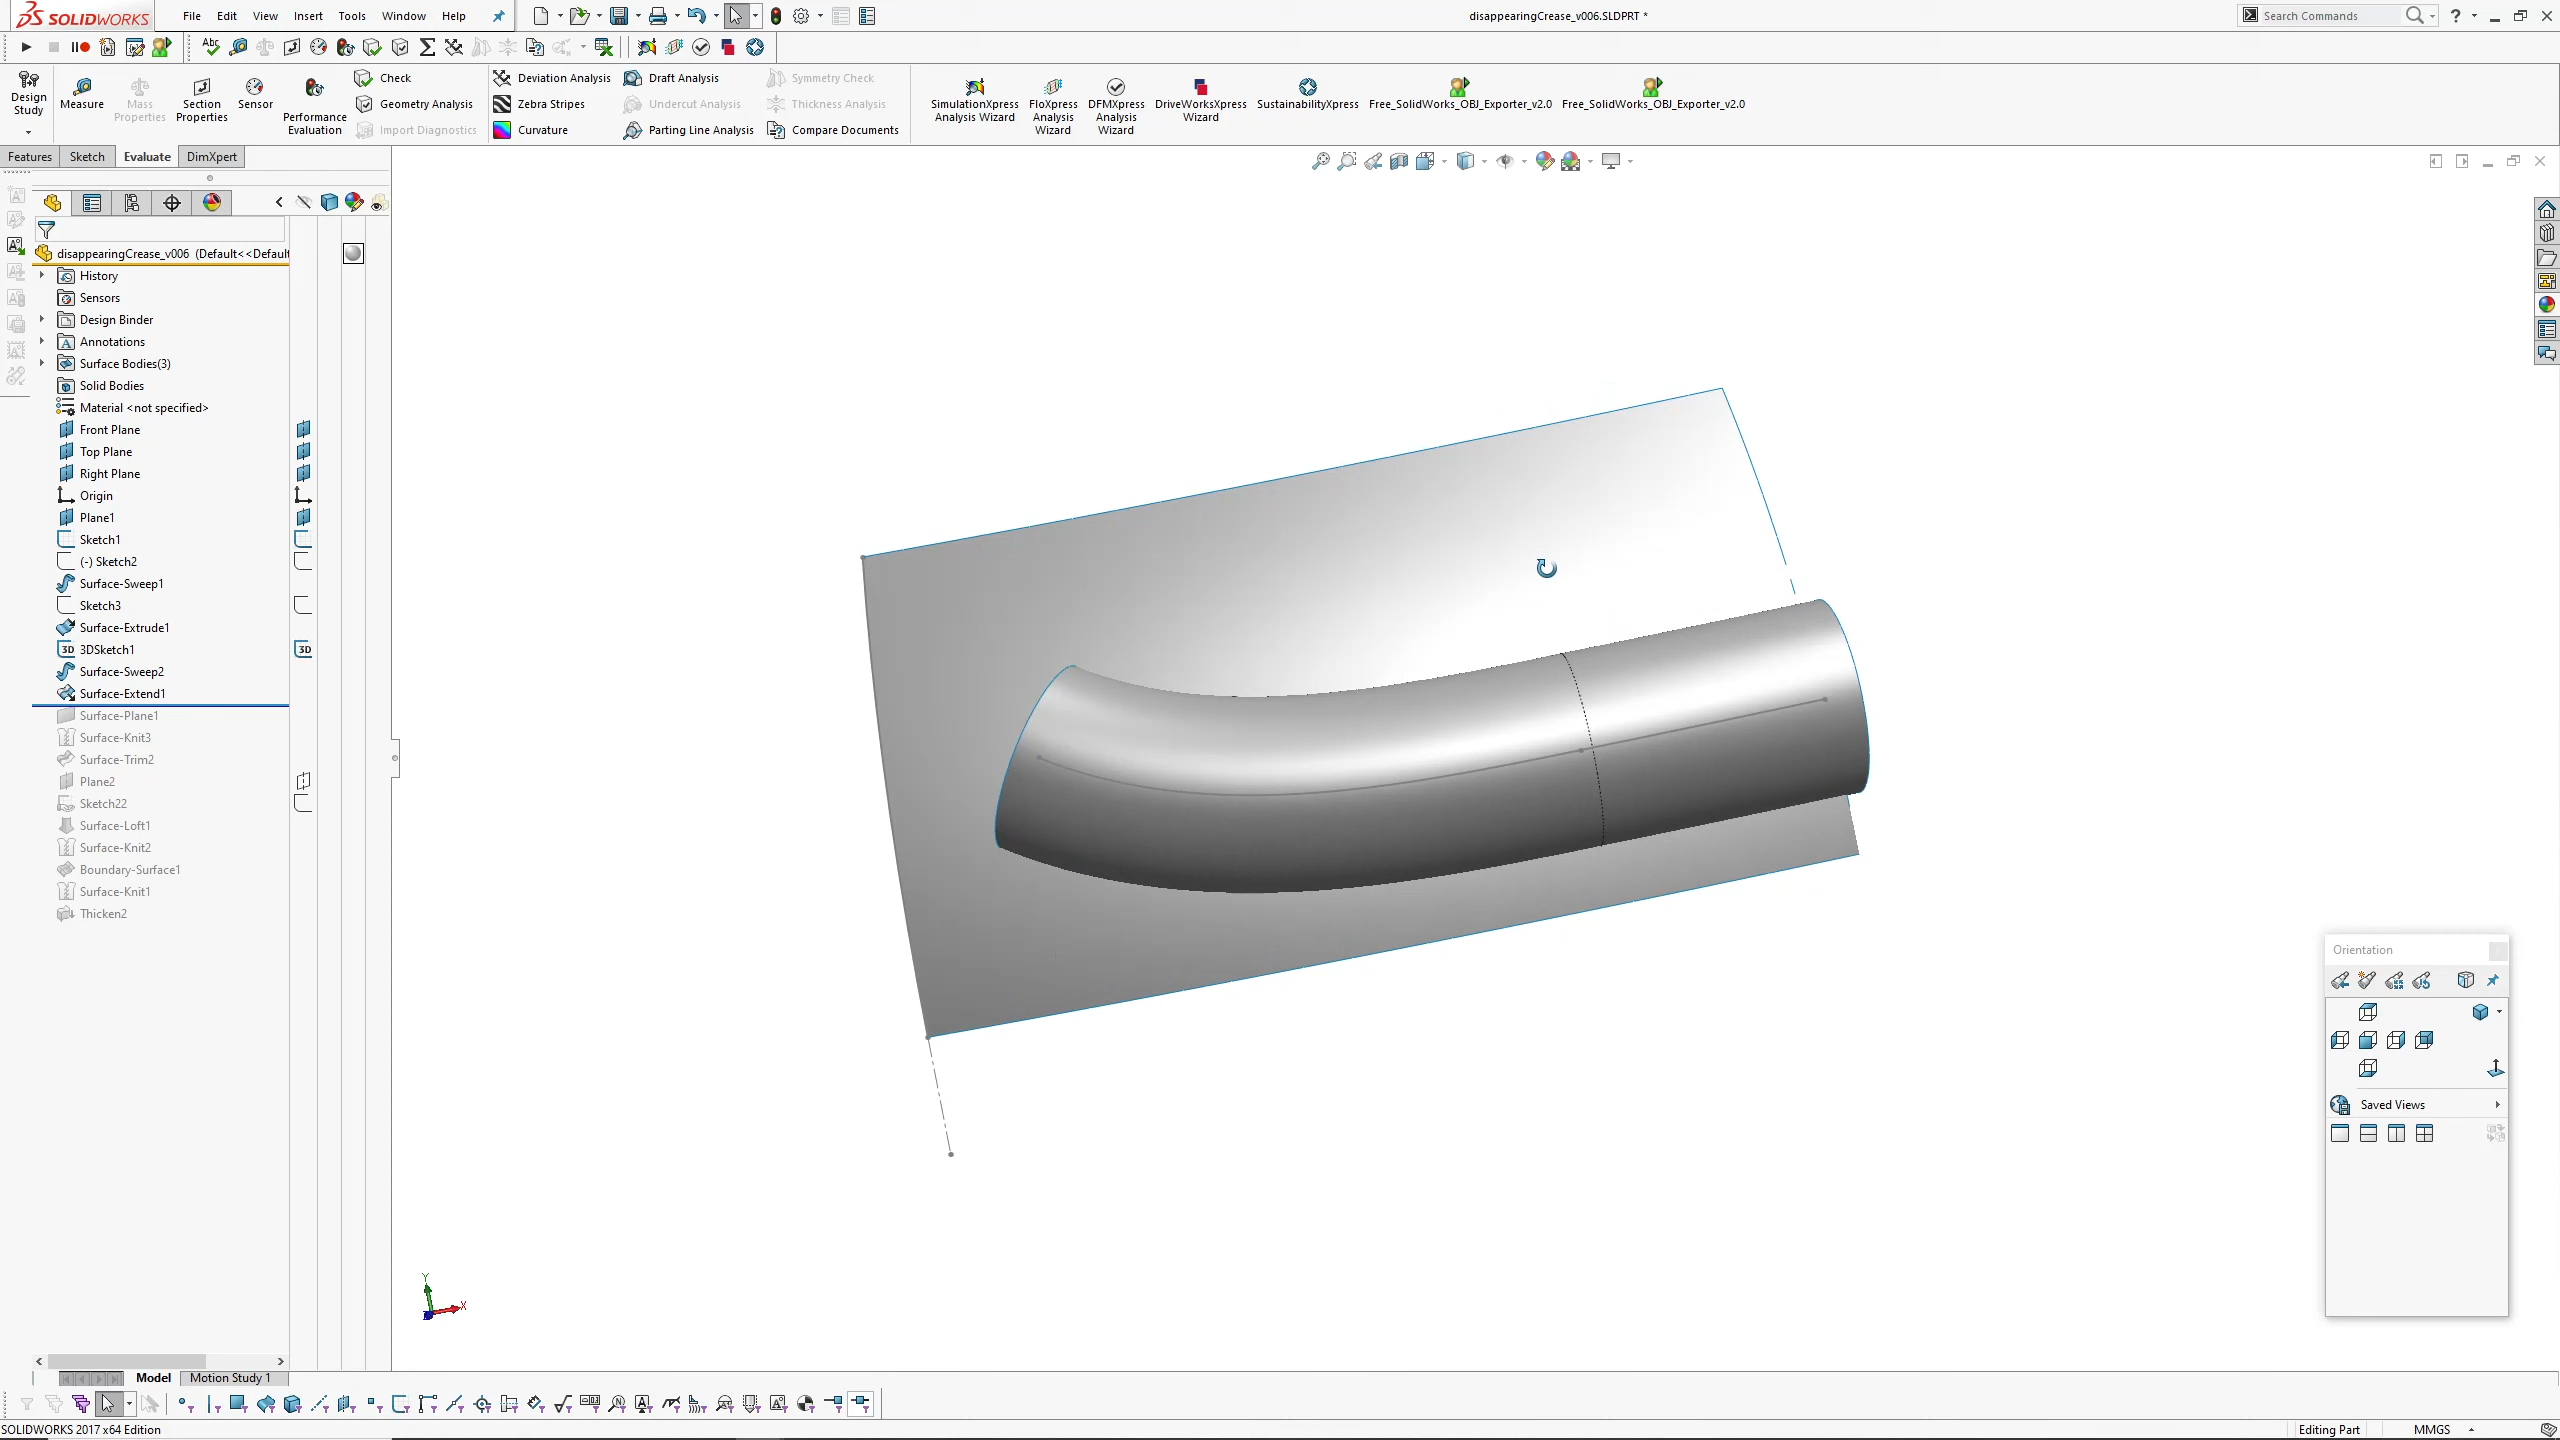 SOLIDWORKS
File Edit View Insert Tools Window Help
disappearingCrease_v006.SLDPRT *
Search Commands
Design Study
Measure
Mass Properties
Section Properties
Sensor
Performance Evaluation
Check
Geometry Analysis
Import Diagnostics
Deviation Analysis
Zebra Stripes
Curvature
Draft Analysis
Undercut Analysis
Parting Line Analysis
Symmetry Check
Thickness Analysis
Compare Documents
SimulationXpress Analysis Wizard
FloXpress Analysis Wizard
DFMXpress Analysis Wizard
DriveWorksXpress Wizard
SustainabilityXpress
Free_SolidWorks_OBJ_Exporter_v2.0
Free_SolidWorks_OBJ_Exporter_v2.0
Features Sketch Evaluate DimXpert
disappearingCrease_v006 (Default<<Default
History
Sensors
Design Binder
Annotations
Surface Bodies(3)
Solid Bodies
Material <not specified>
Front Plane
Top Plane
Right Plane
Origin
Plane1
Sketch1
(-) Sketch2
Surface-Sweep1
Sketch3
Surface-Extrude1
3D 3DSketch1 3D
Surface-Sweep2
Surface-Extend1
Surface-Plane1
Surface-Knit3
Surface-Trim2
Plane2
Sketch22
Surface-Loft1
Surface-Knit2
Boundary-Surface1
Surface-Knit1
Thicken2
Orientation
Saved Views
Y
X
Model Motion Study 1
SOLIDWORKS 2017 x64 Edition
Editing Part
MMGS